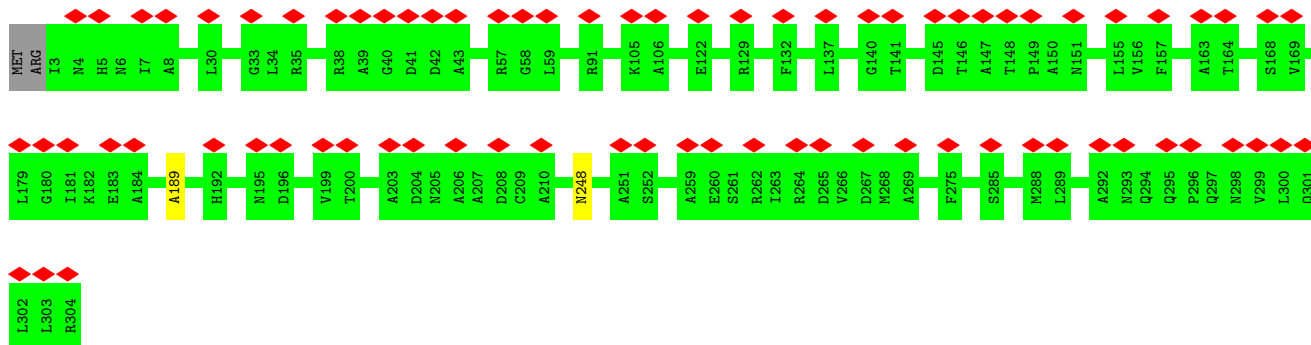 MET ARG I3 N4 H5 N6 I7 A8 L30 G33 L34 R35 R38 A39 G40 D41 D42 A43 R57 G58 L59 R91 K105 A106 E122 R129 F132 L137 G140 T141 D145 T146 A147 T148 P149 A150 N151 L155 V156 F157 A163 T164 S168 V169
L179 G180 I181 K182 E183 A184 A189 H192 N195 D196 V199 T200 A203 D204 N205 A206 A207 D208 C209 A210 N248 A251 S252 A259 E260 S261 R262 I263 R264 D265 V266 D267 M268 A269 F275 S285 M288 L289 A292 N293 Q294 Q295 P296 Q297 N298 V299 L300 Q301
L302 L303 R304